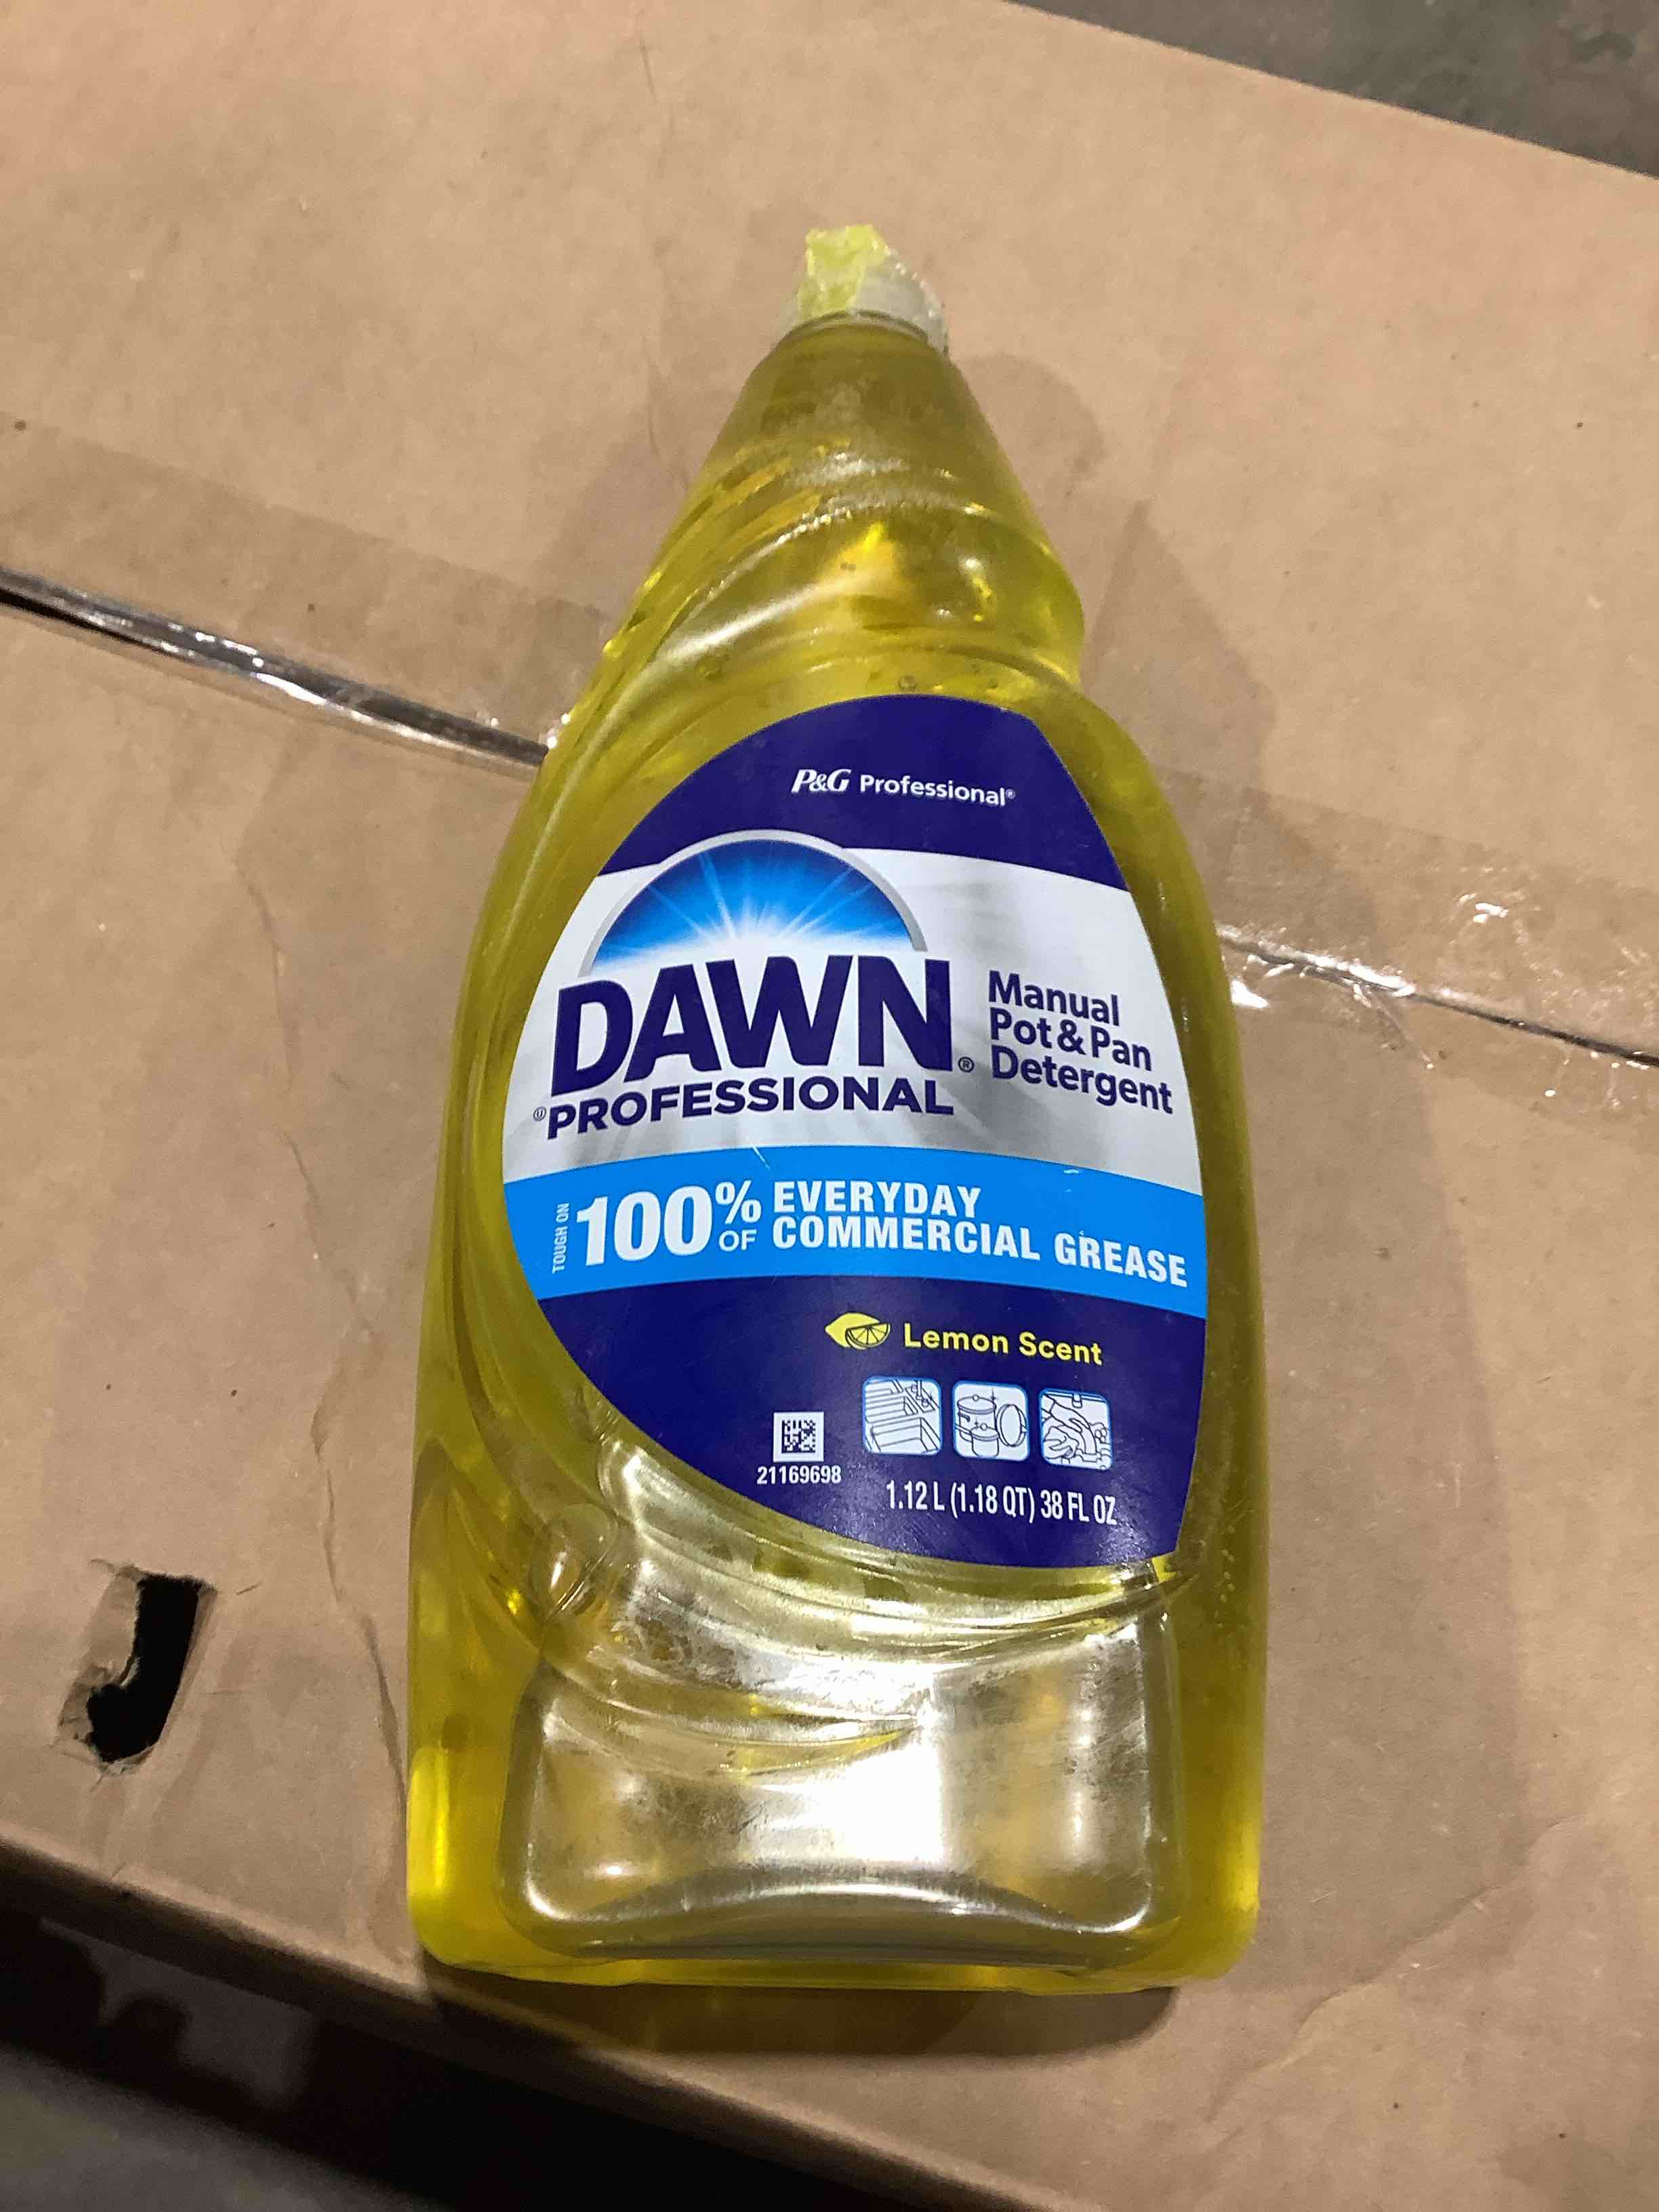 P&G Professional®
DAWN®
PROFESSIONAL
Manual
Pot & Pan
Detergent
TOUGH ON
100% OF
EVERYDAY
COMMERCIAL GREASE
Lemon Scent
21169698
1.12 L (1.18 QT) 38 FL OZ